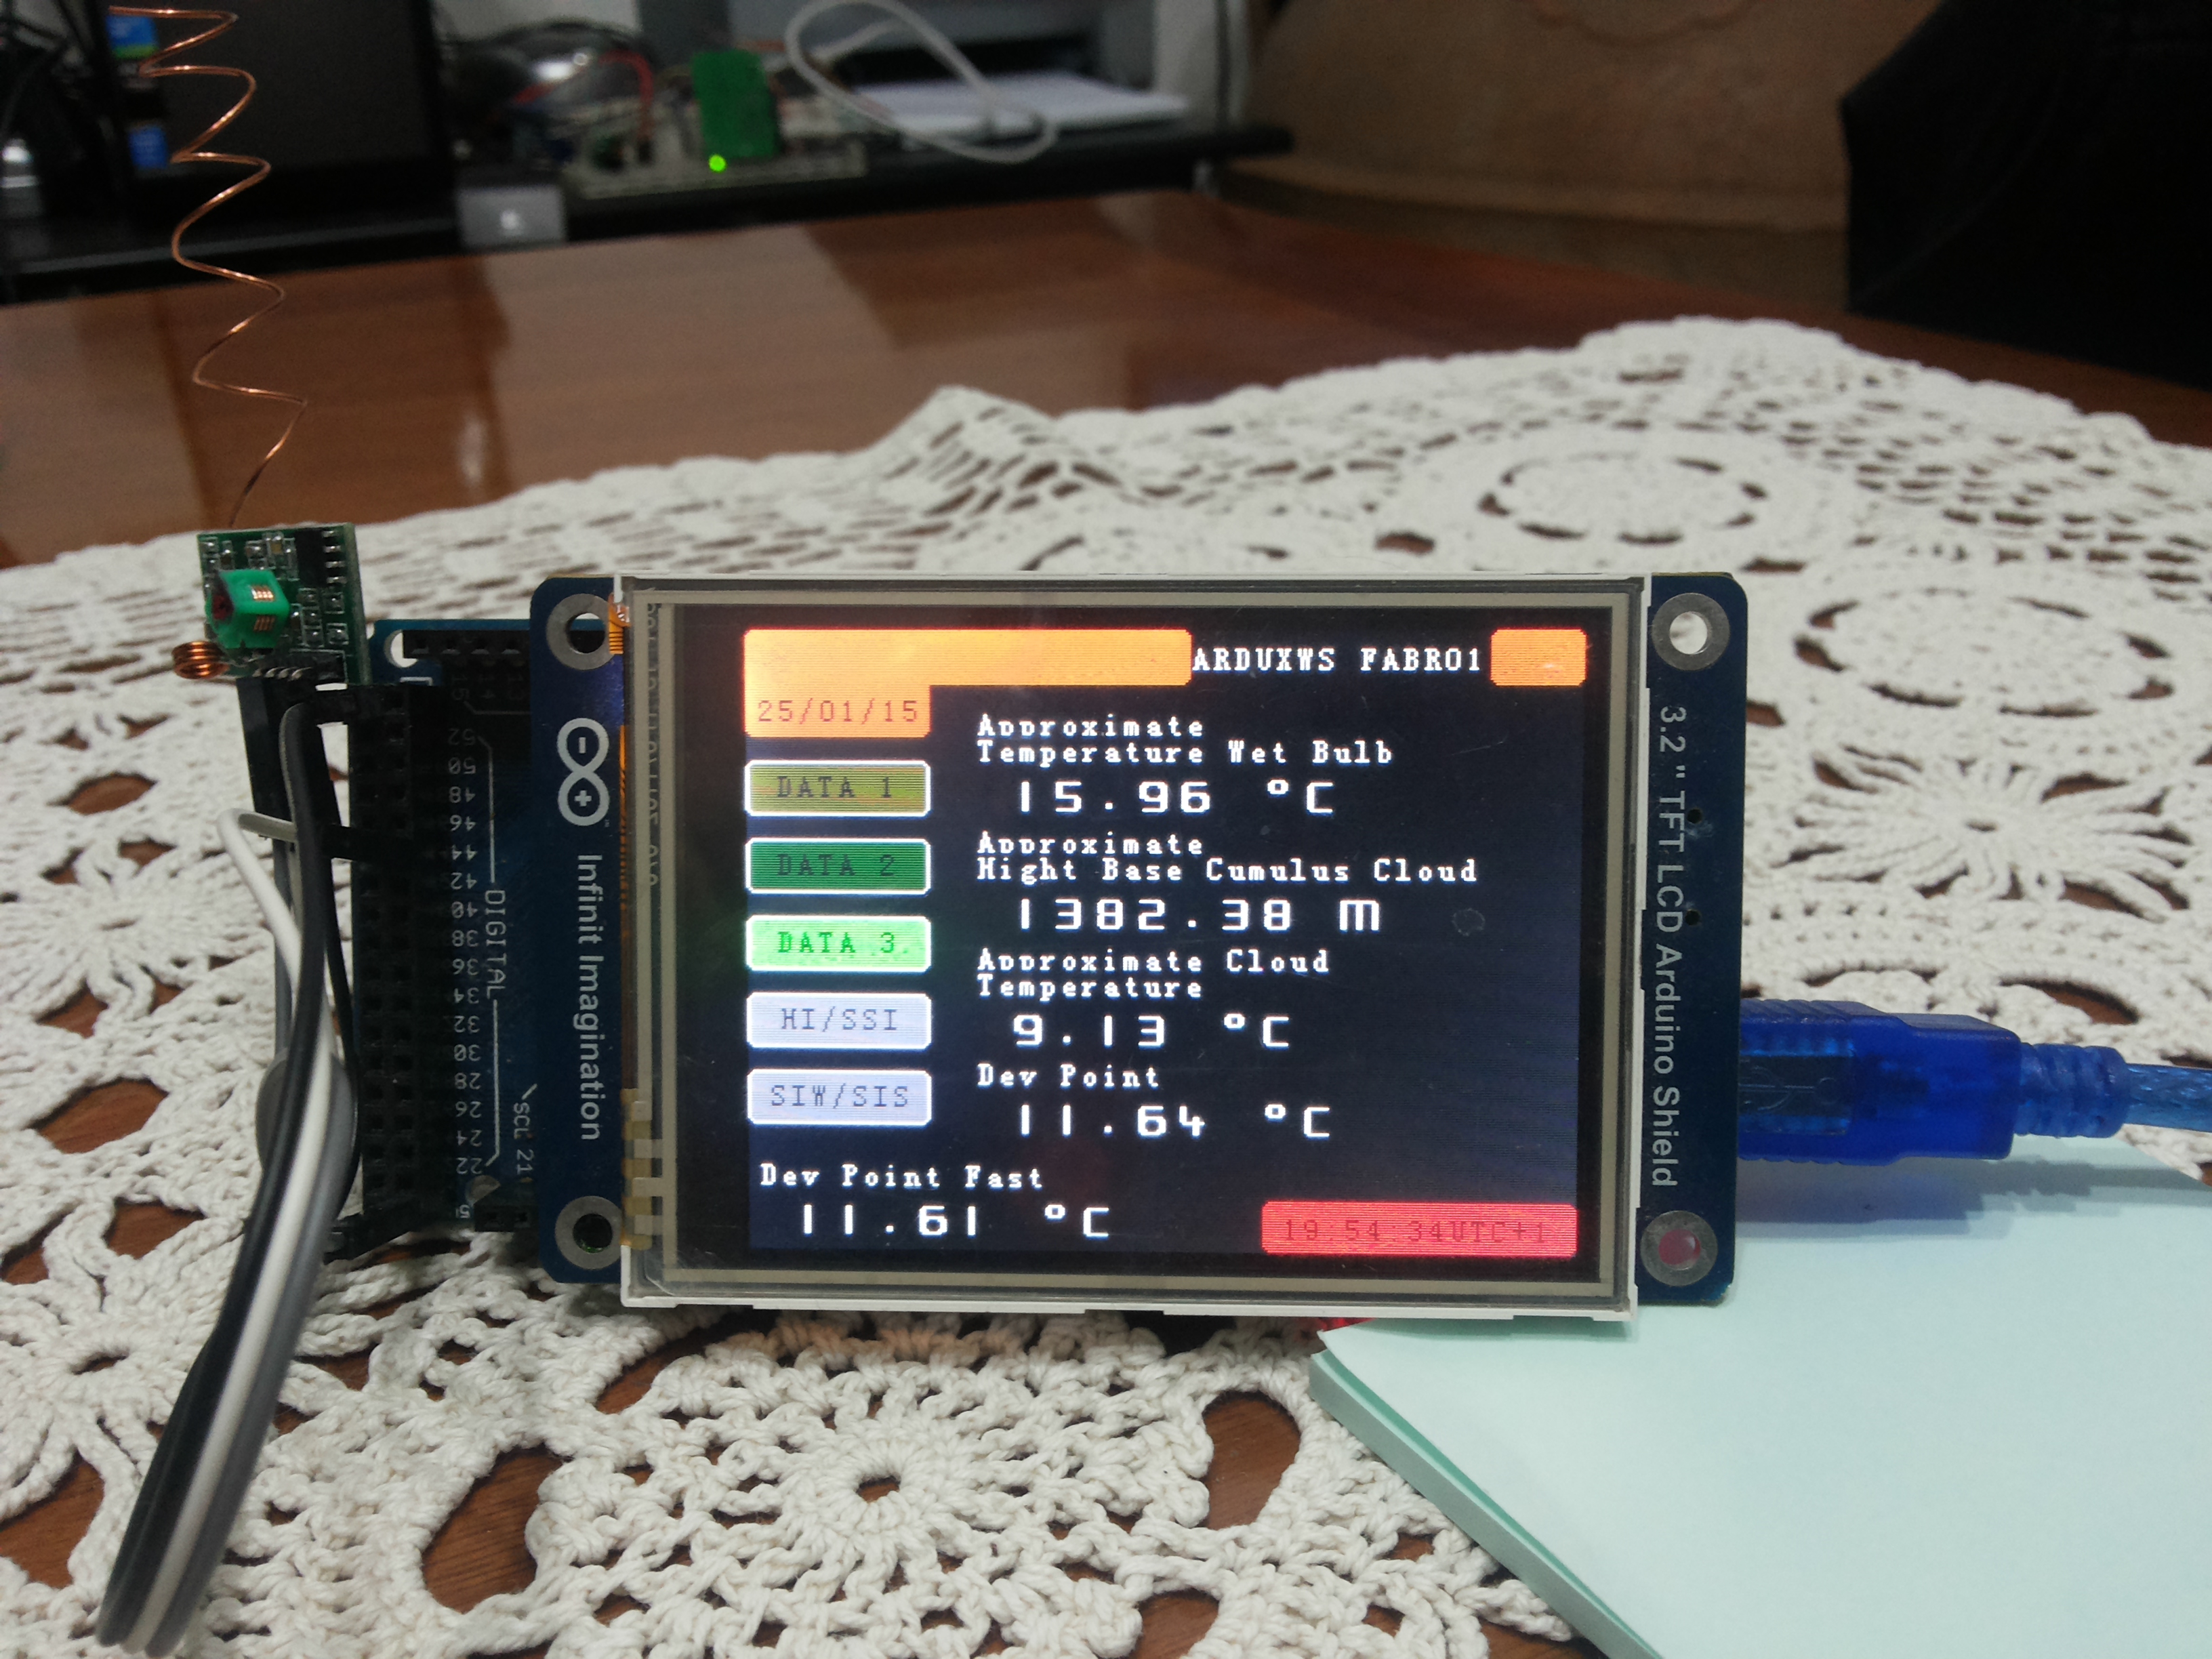 ARDUXWS FABRO1
25/01/15
Approximate
Temperature Wet Bulb
15.96 °C
DATA 1
Approximate
Hight Base Cumulus Cloud
1382.38 m
DATA 2
DATA 3
Approximate Cloud
Temperature
9.13 °C
HI/SSI
Dev Point
11.64 °C
SIW/SIS
Dev Point Fast
11.61 °C
19:54:34UTC+1
Infinit Imagination
3.2 " TFT LCD Arduino Shield
DIGITAL
52
50
48
46
44
42
40
38
36
34
32
30
28
26
24
22
SCL 21